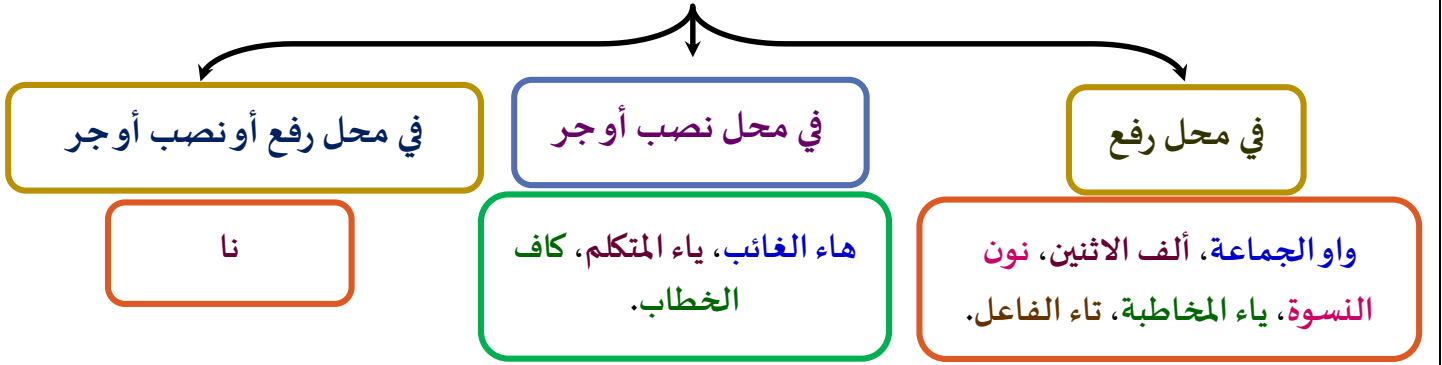 في محل رفع
في محل نصب أو جر
في محل رفع أو نصب أو جر
واو الجماعة، ألف الاثنين، نون
النسوة، ياء المخاطبة، تاء الفاعل.
هاء الغائب، ياء المتكلم، كاف
الخطاب.
نا